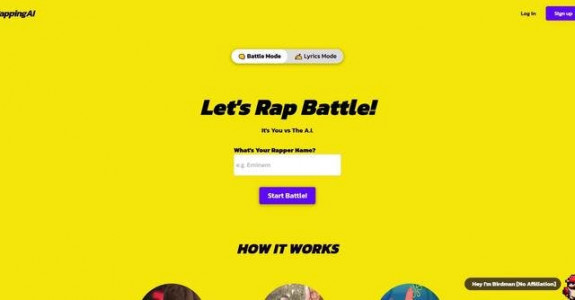 appingAI
Log In
Sign up
Battle Mode
Lyrics Mode
Let's Rap Battle!
It's You vs The A.I.
What's Your Rapper Name?
e.g. Eminem
Start Battle!
HOW IT WORKS
Hey I'm Birdman [No Affiliation]